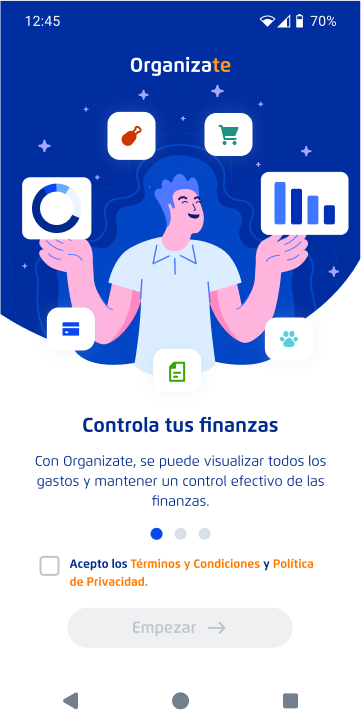 12:45
70%
Organizate
Controla tus finanzas
Con Organizate, se puede visualizar todos los
gastos y mantener un control efectivo de las
finanzas.
Acepto los Términos y Condiciones y Política
de Privacidad.
Empezar